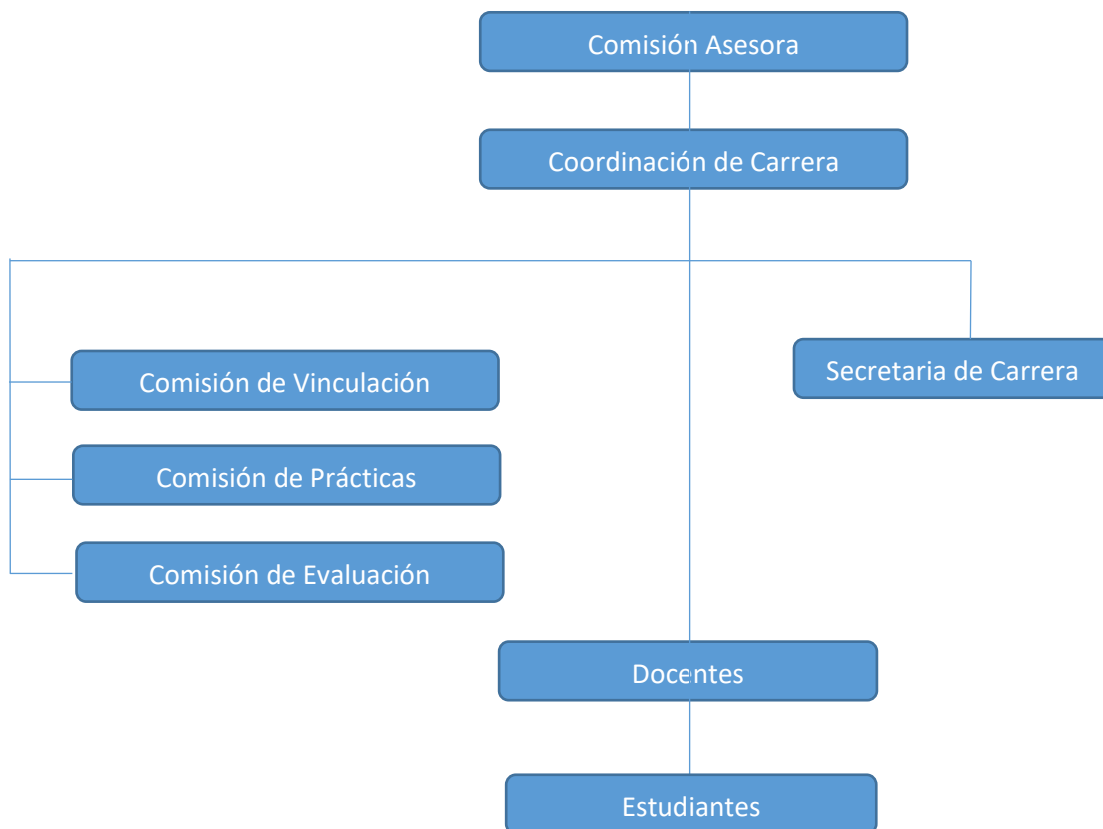 Comisión Asesora
Coordinación de Carrera
Comisión de Vinculación
Secretaria de Carrera
Comisión de Prácticas
Comisión de Evaluación
Docentes
Estudiantes